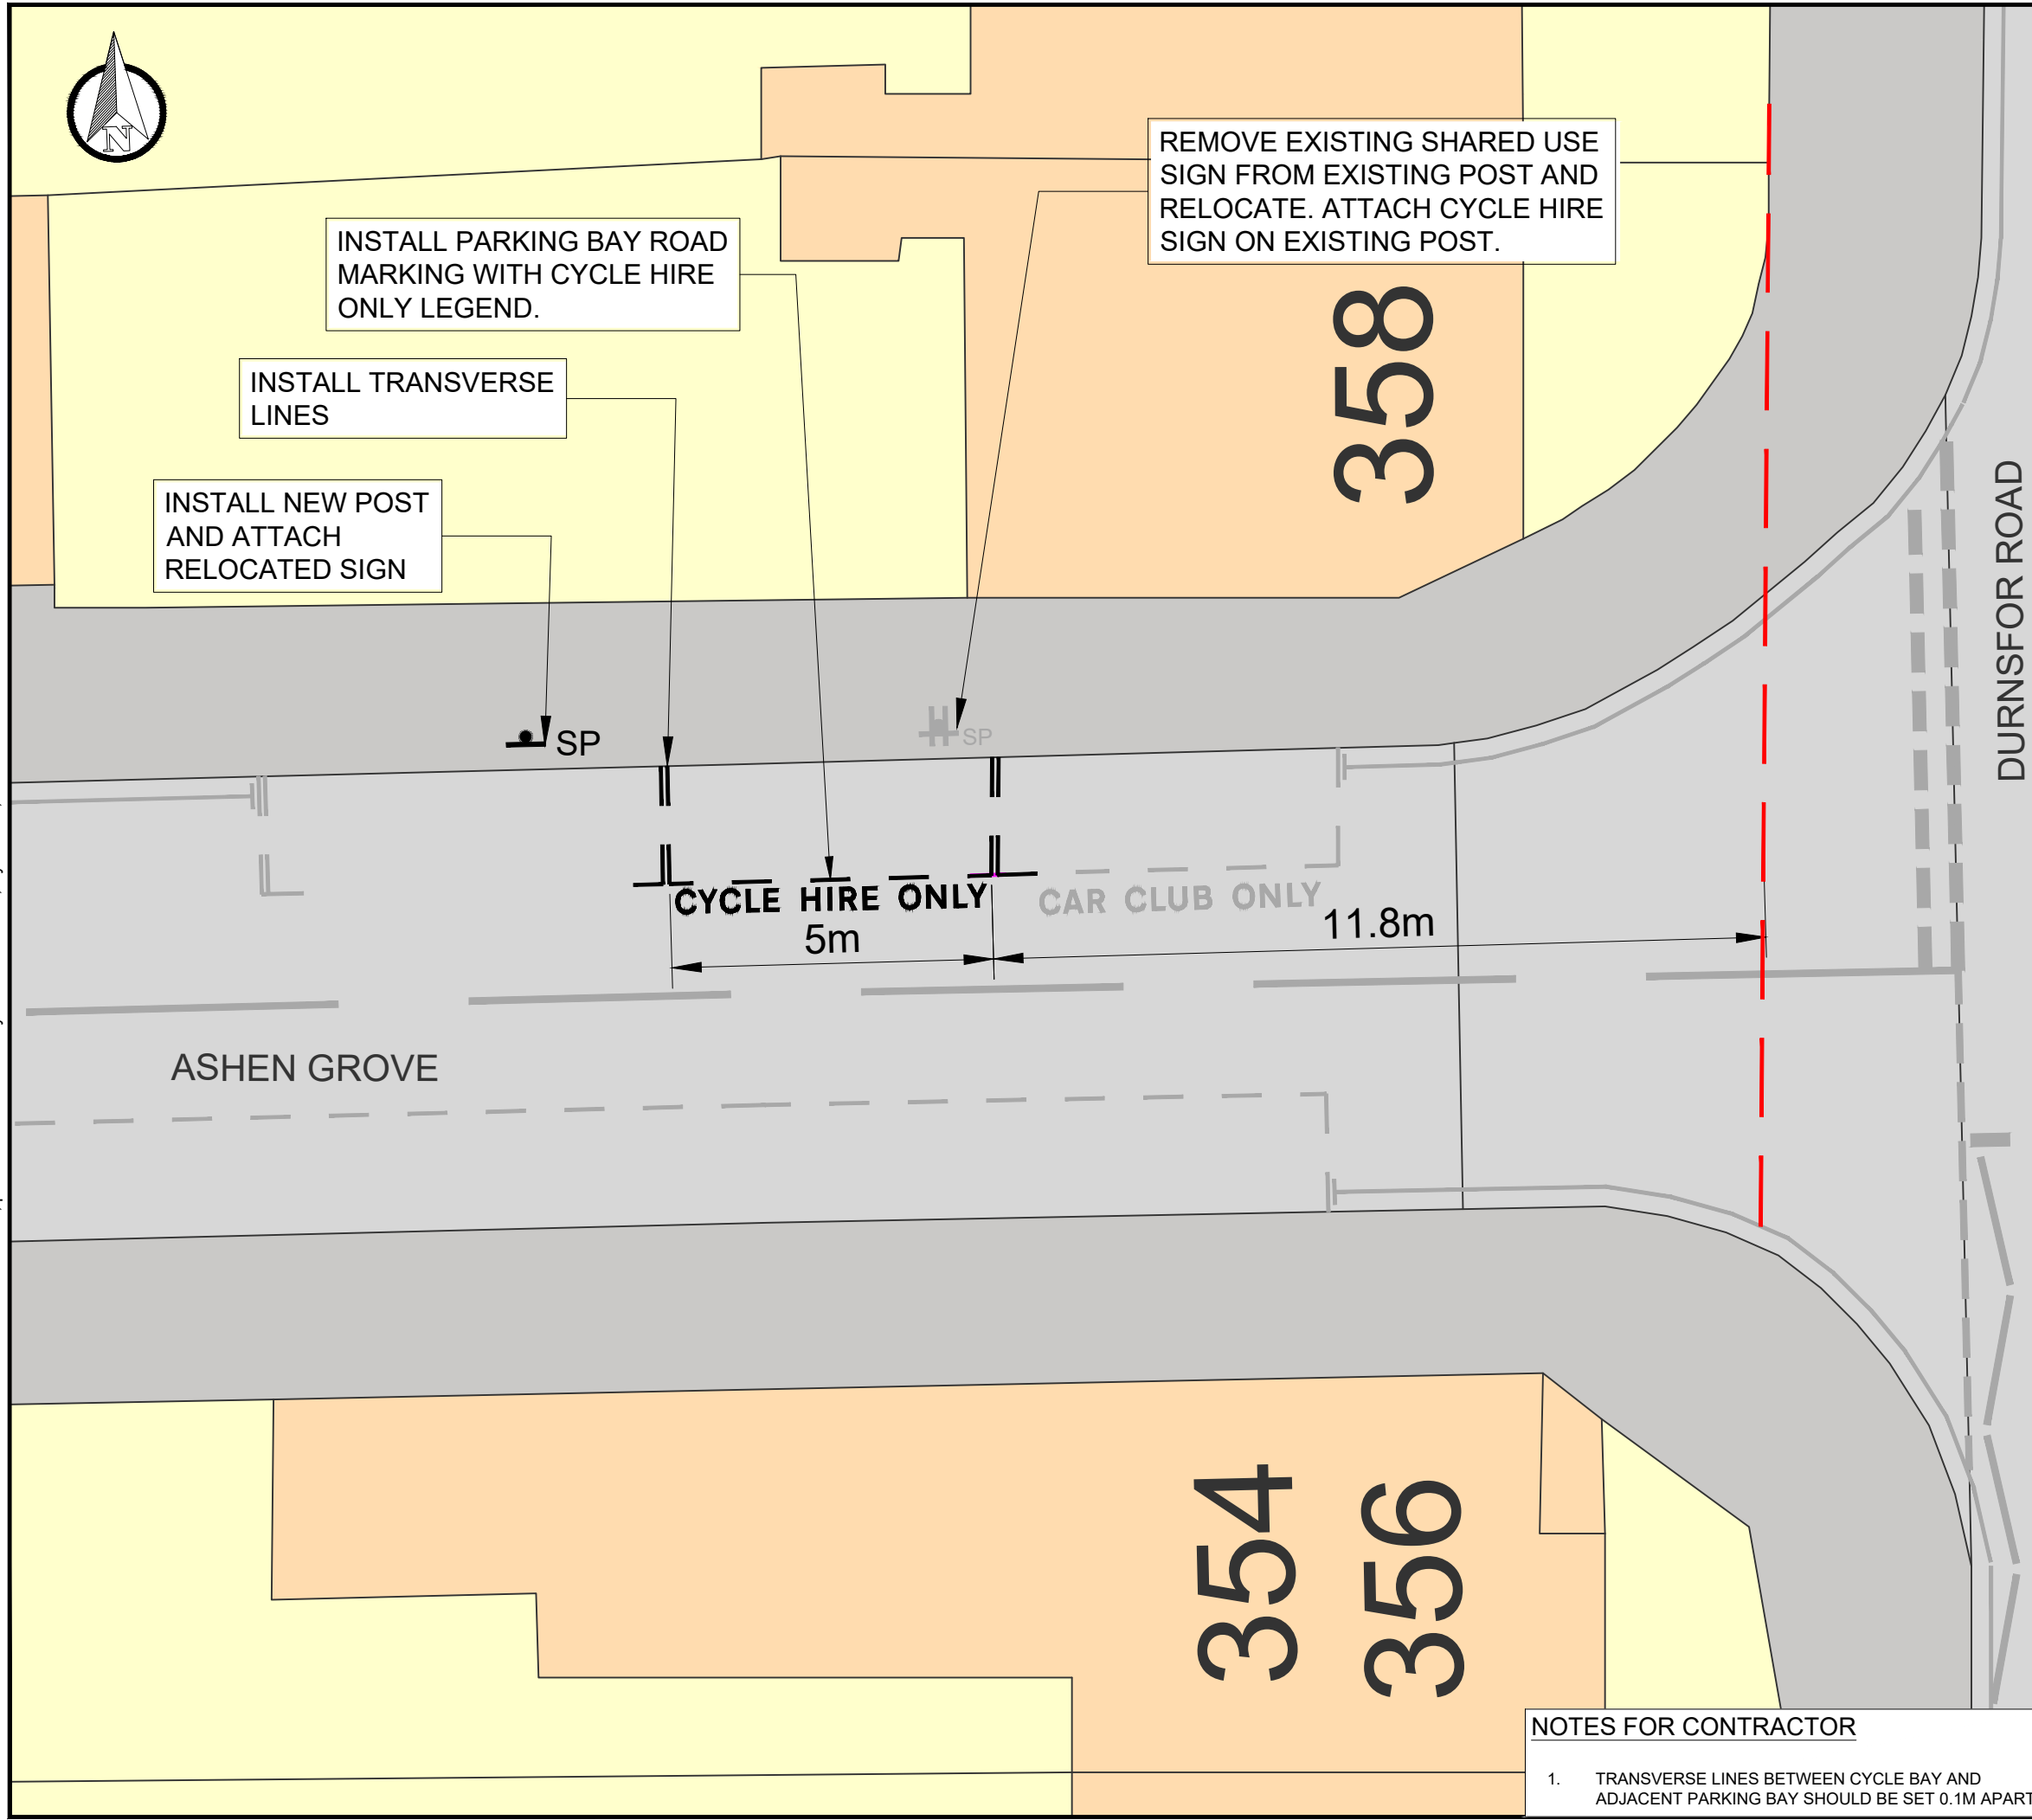 N
REMOVE EXISTING SHARED USE
SIGN FROM EXISTING POST AND
RELOCATE. ATTACH CYCLE HIRE
SIGN ON EXISTING POST.
INSTALL PARKING BAY ROAD
MARKING WITH CYCLE HIRE
ONLY LEGEND.
INSTALL TRANSVERSE
LINES
INSTALL NEW POST
AND ATTACH
RELOCATED SIGN
358
DURNSFOR ROAD
SP
SP
CYCLE HIRE ONLY
CAR CLUB ONLY
5m
11.8m
ASHEN GROVE
354
356
NOTES FOR CONTRACTOR
1. TRANSVERSE LINES BETWEEN CYCLE BAY AND
ADJACENT PARKING BAY SHOULD BE SET 0.1M APART